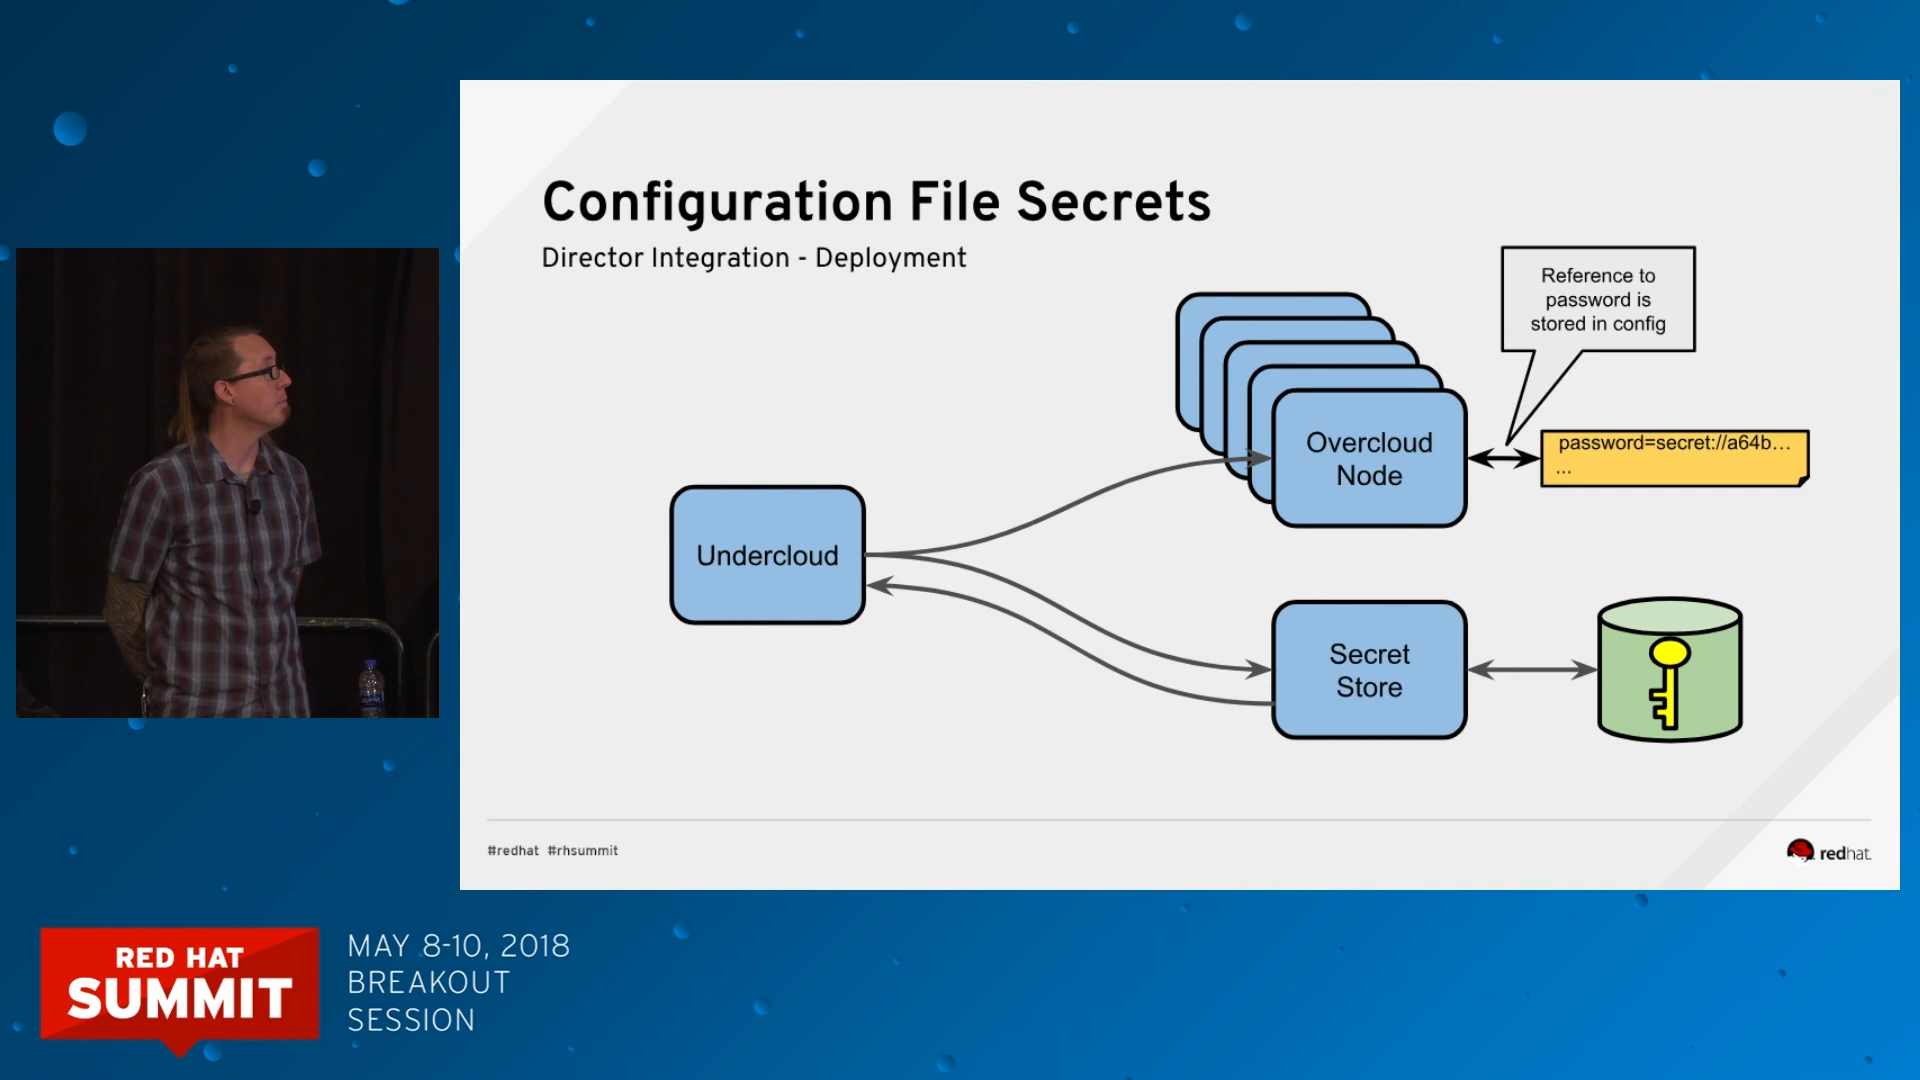 Configuration File Secrets
Director Integration - Deployment
Reference to
password is
stored in config
Overcloud
Node
password=secret://a64b...
...
Undercloud
Secret
Store
#redhat #rhsummit
redhat.
RED HAT
SUMMIT
MAY 8-10, 2018
BREAKOUT
SESSION